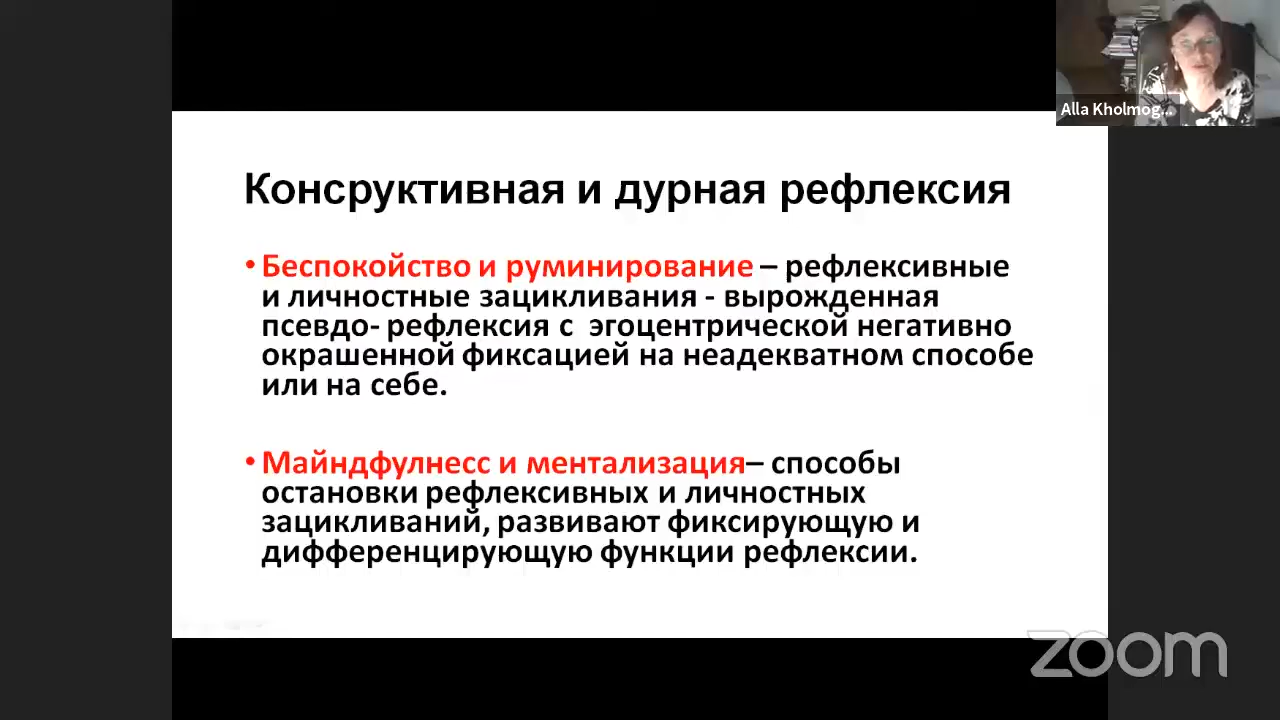 Alla Kholmog...
Консруктивная и дурная рефлексия
• Беспокойство и руминирование – рефлексивные
и личностные зацикливания - вырожденная
псевдо- рефлексия с эгоцентрической негативно
окрашенной фиксацией на неадекватном способе
или на себе.
• Майндфулнесс и ментализация– способы
остановки рефлексивных и личностных
зацикливаний, развивают фиксирующую и
дифференцирующую функции рефлексии.
zoom